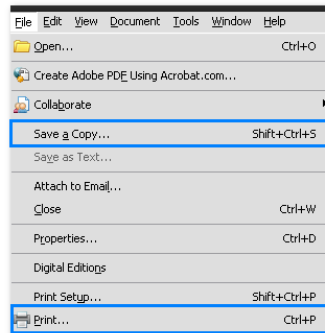 File Edit View Document Tools Window Help
Open... Ctrl+O
Create Adobe PDF Using Acrobat.com...
Collaborate
Save a Copy... Shift+Ctrl+S
Save as Text...
Attach to Email...
Close Ctrl+W
Properties... Ctrl+D
Digital Editions
Print Setup... Shift+Ctrl+P
Print... Ctrl+P